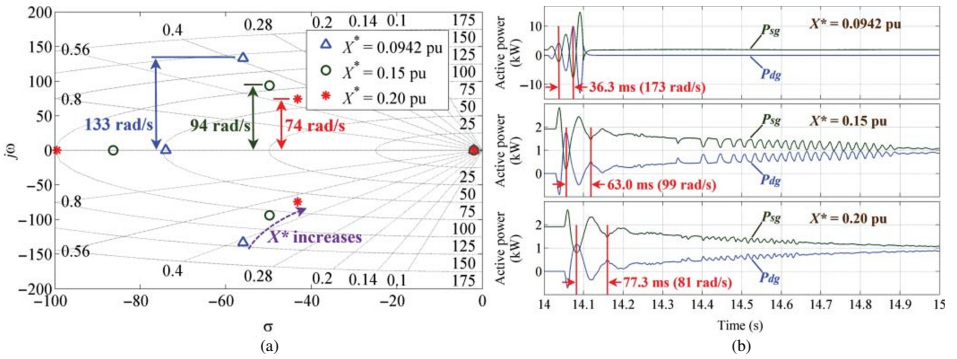 200
150
100
50
0
−50
−100
−150
−200
jω
−100
−80
−60
−40
−20
0
σ
0.56
0.4
0.28
0.2
0.14
0.1
0.8
0.8
0.56
0.4
0.28
0.2
0.14
0.1
175
150
125
100
75
50
25
25
50
75
100
125
150
175
X* = 0.0942 pu
X* = 0.15 pu
X* = 0.20 pu
133 rad/s
94 rad/s
74 rad/s
X* increases
(a)
Active power (kW)
10
0
−10
Psg
X* = 0.0942 pu
Pdg
36.3 ms (173 rad/s)
Active power (kW)
2
1
0
Psg
X* = 0.15 pu
Pdg
63.0 ms (99 rad/s)
Active power (kW)
2
1
0
Psg
X* = 0.20 pu
Pdg
77.3 ms (81 rad/s)
14
14.1
14.2
14.3
14.4
14.5
14.6
14.7
14.8
14.9
15
Time (s)
(b)